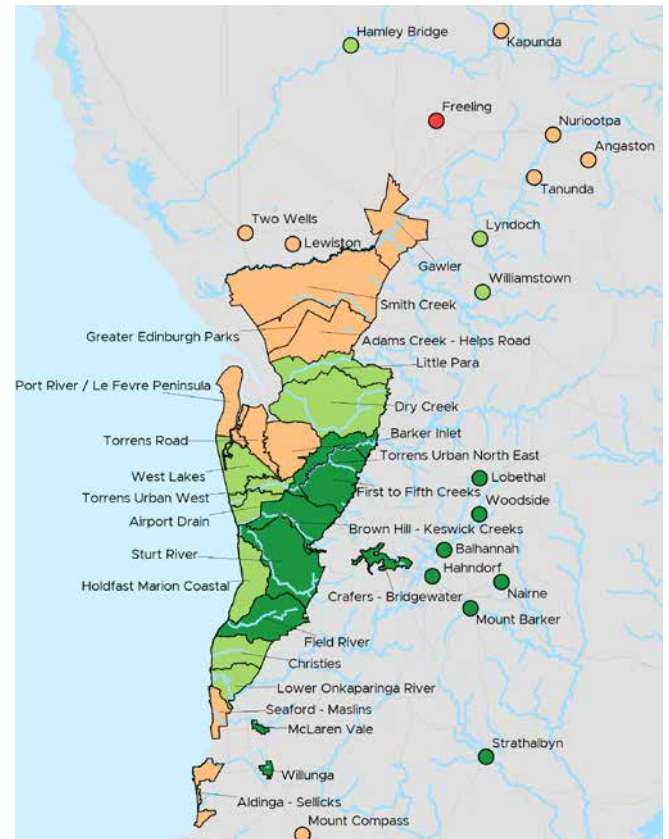 Hamley Bridge
Kapunda
Freeling
Nuriootpa
Angaston
Tanunda
Two Wells
Lewiston
Lyndoch
Gawler
Williamstown
Smith Creek
Greater Edinburgh Parks
Adams Creek - Helps Road
Little Para
Port River / Le Fevre Peninsula
Dry Creek
Torrens Road
Barker Inlet
Torrens Urban North East
West Lakes
Lobethal
First to Fifth Creeks
Torrens Urban West
Woodside
Airport Drain
Brown Hill - Keswick Creeks
Sturt River
Balhannah
Hahndorf
Holdfast Marion Coastal
Crafers - Bridgewater
Nairne
Mount Barker
Field River
Christies
Lower Onkaparinga River
Seaford - Maslins
McLaren Vale
Strathalbyn
Willunga
Aldinga - Sellicks
Mount Compass